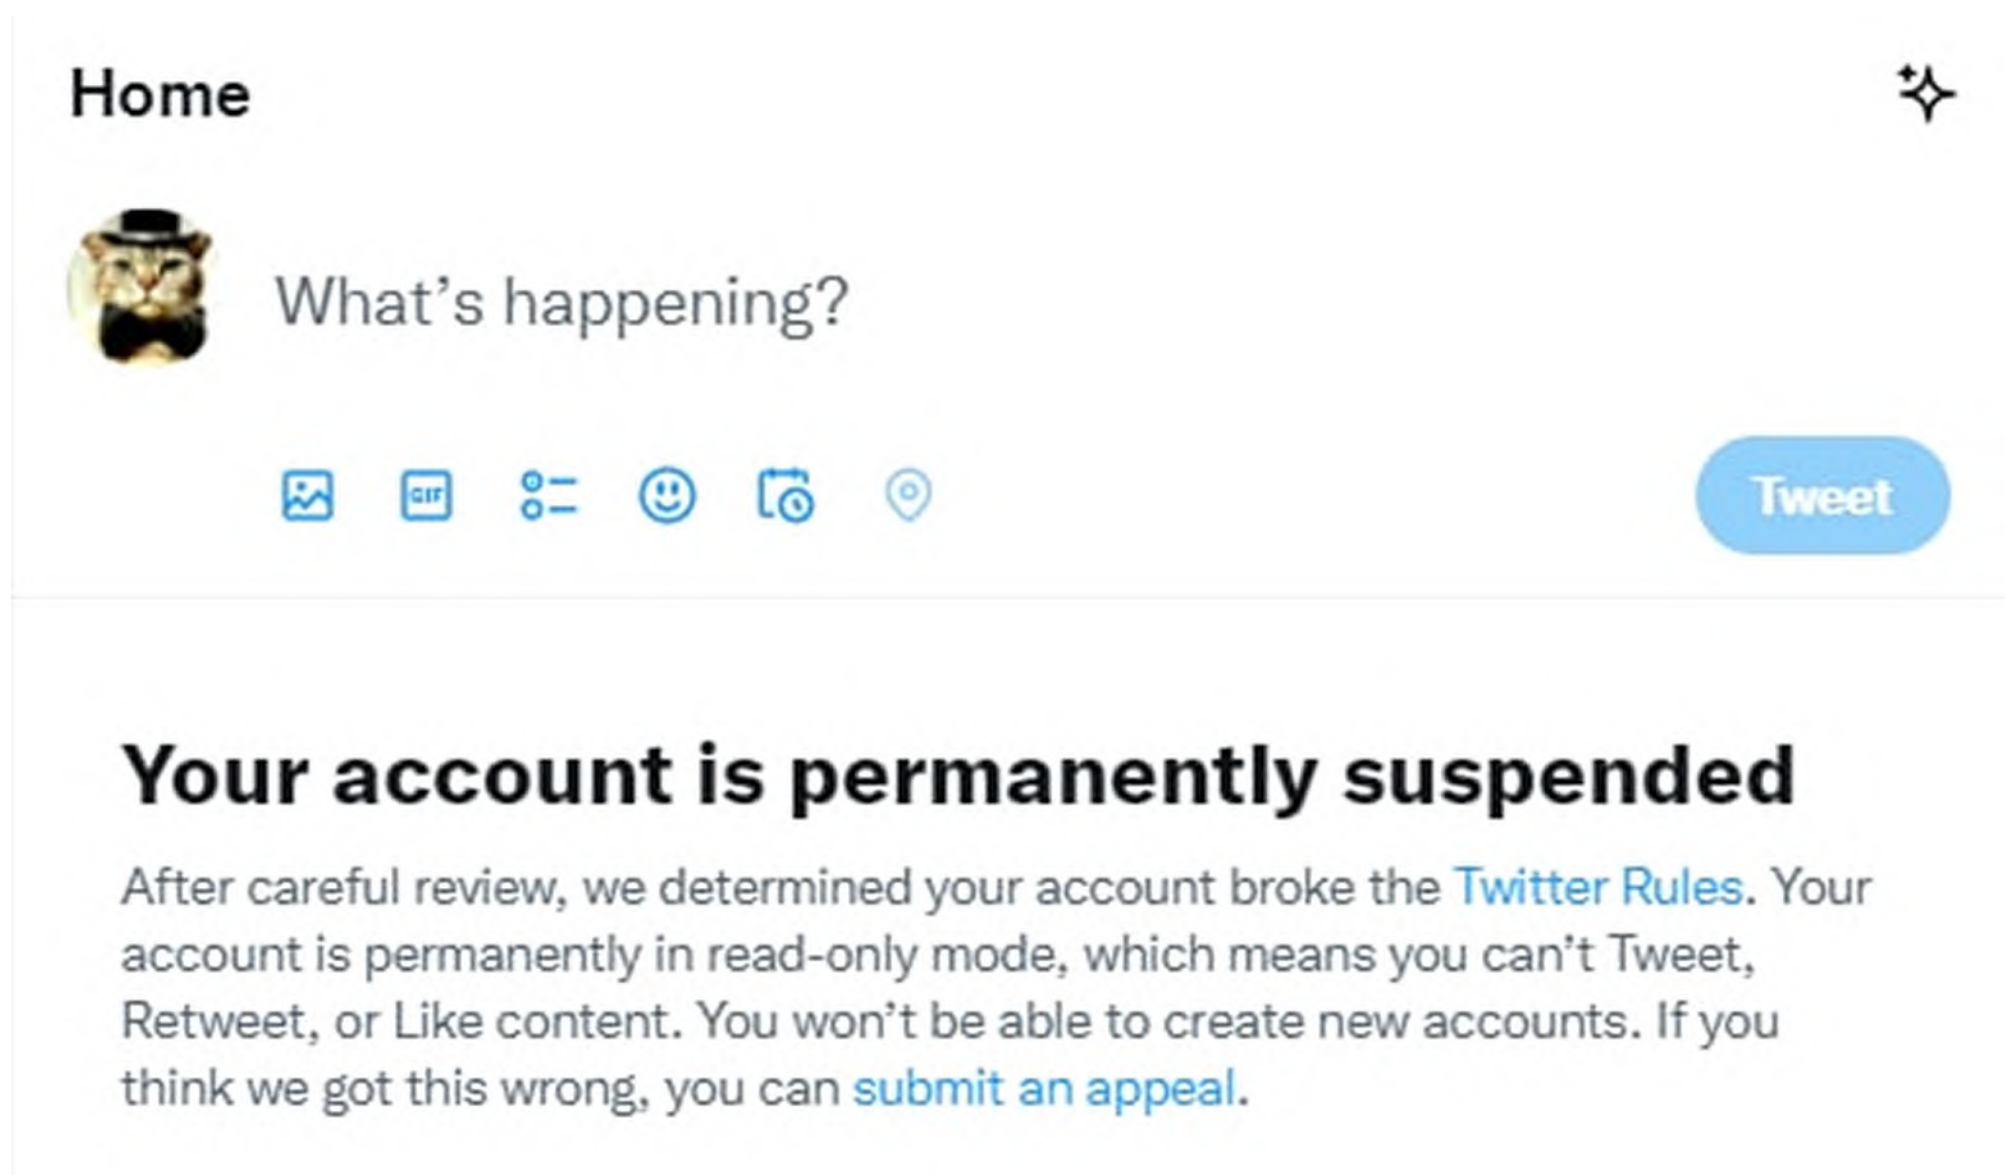 Home
What’s happening?
GIF
Tweet
Your account is permanently suspended
After careful review, we determined your account broke the Twitter Rules. Your
account is permanently in read-only mode, which means you can’t Tweet,
Retweet, or Like content. You won’t be able to create new accounts. If you
think we got this wrong, you can submit an appeal.